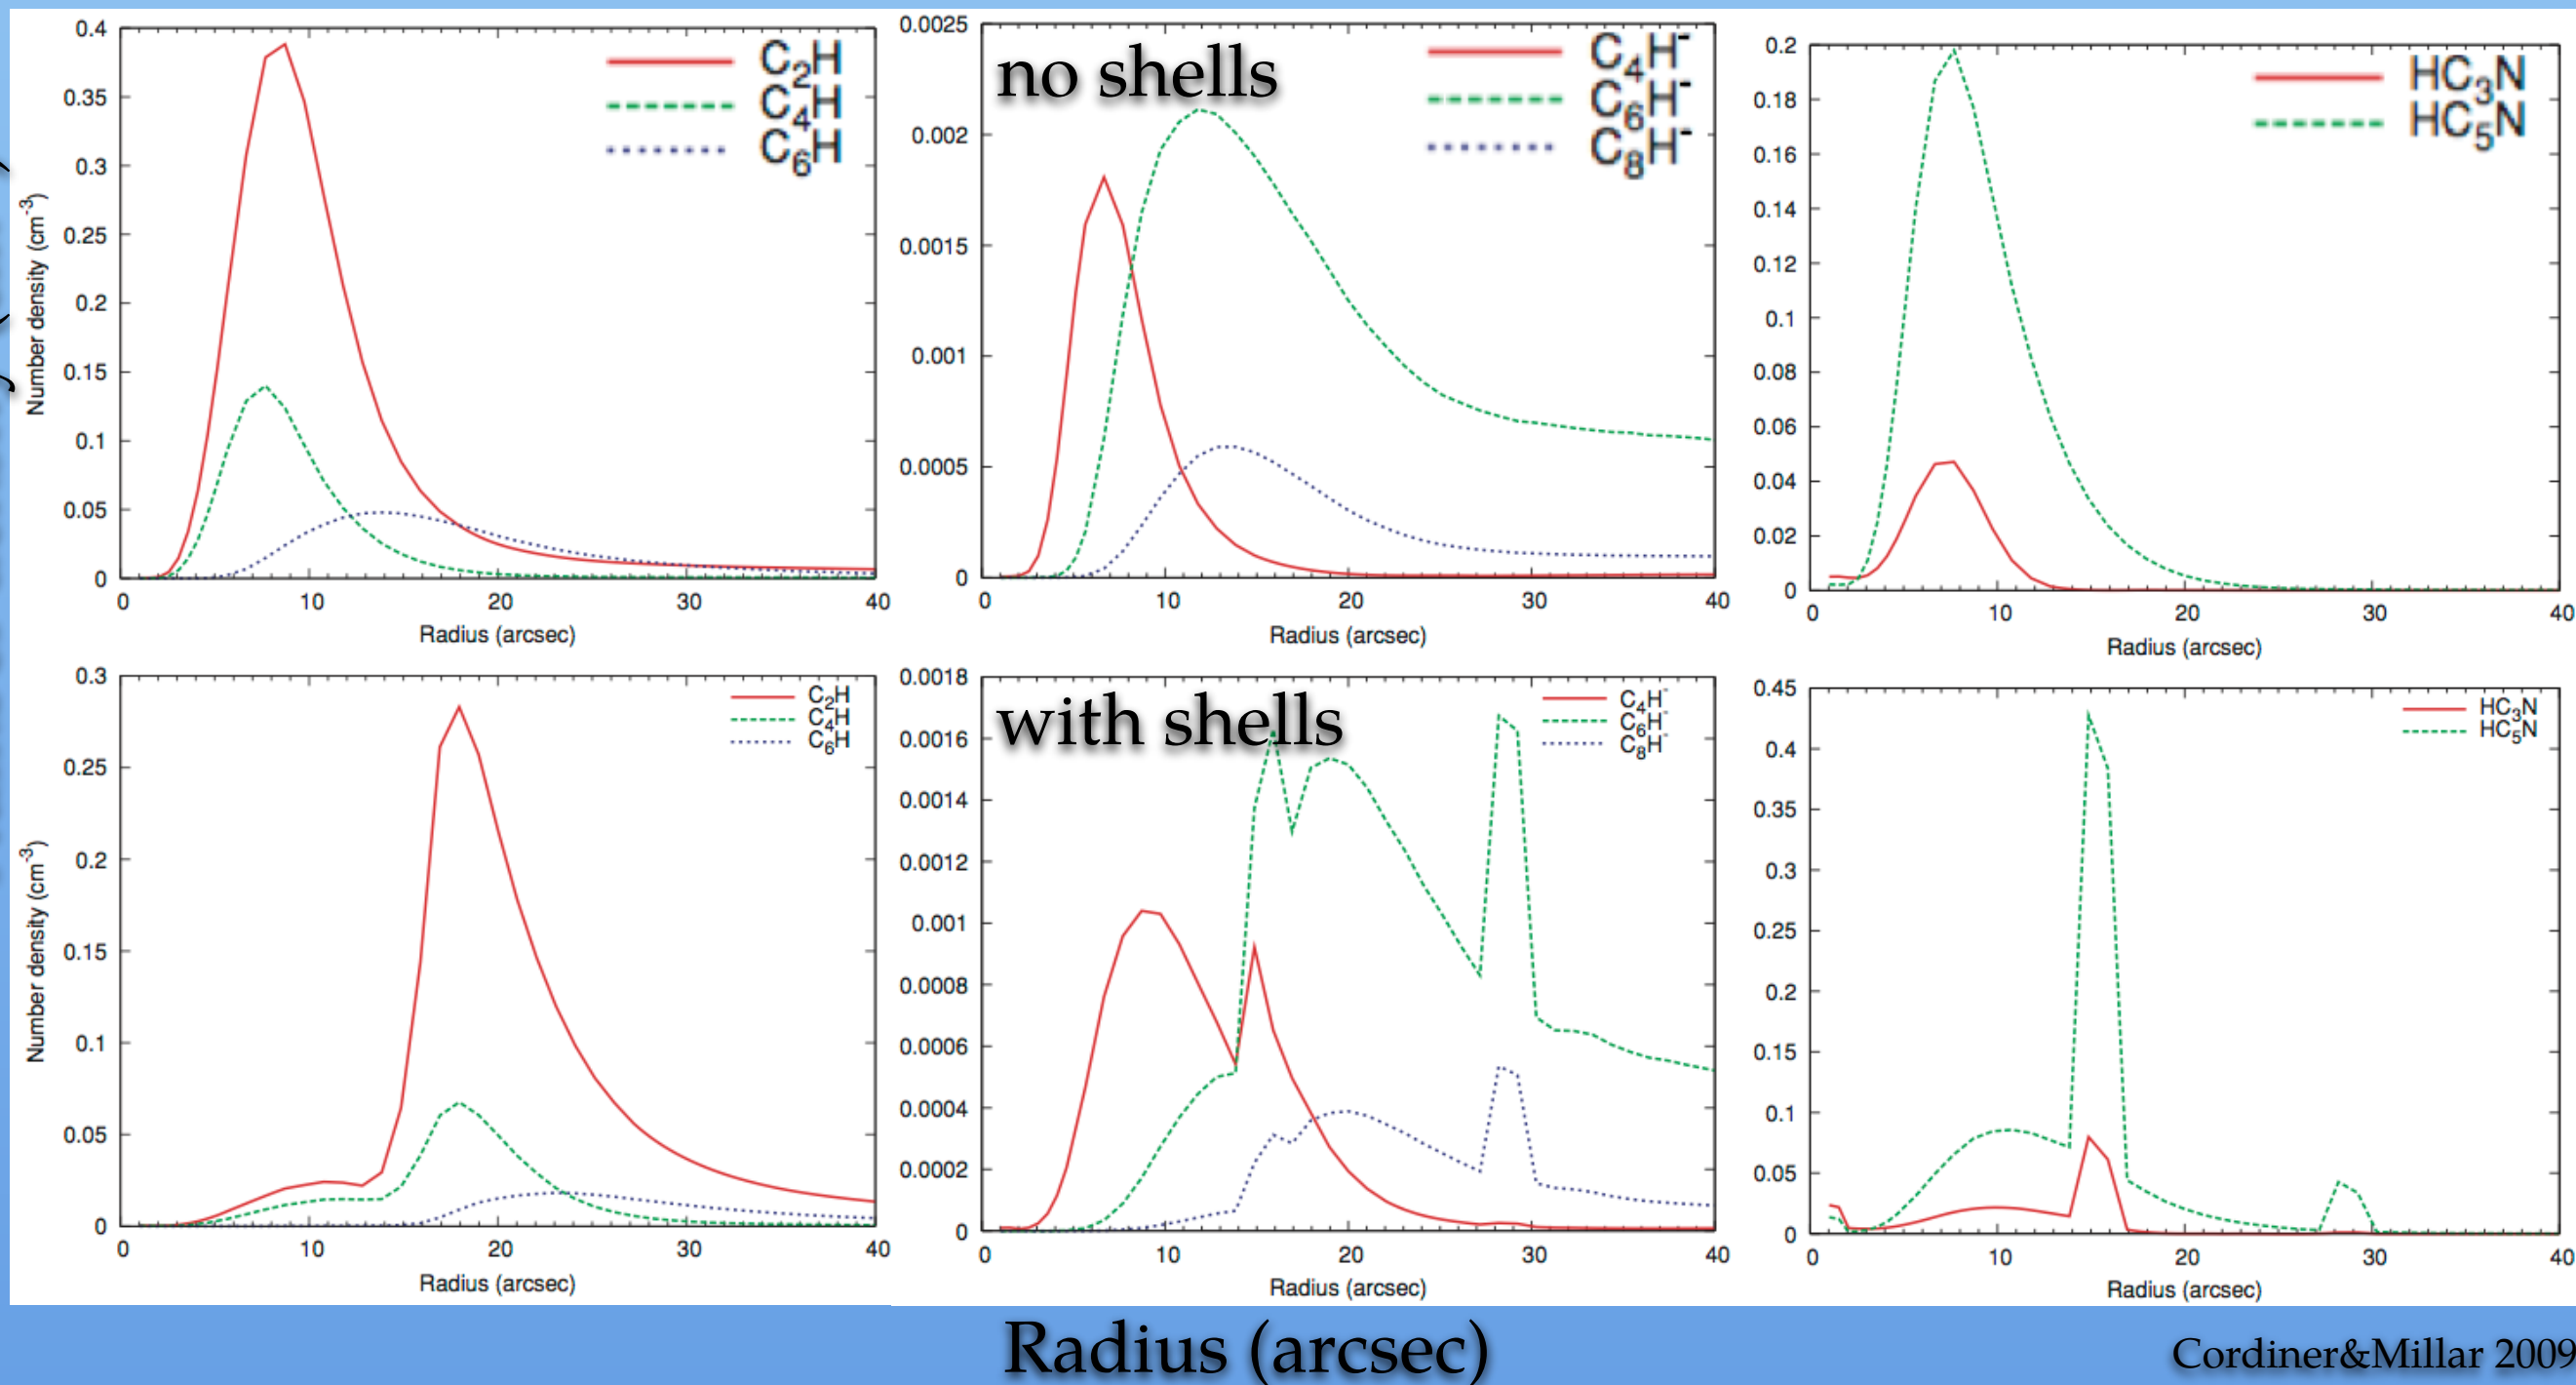 0.4
0.35
0.3
0.25
0.2
0.15
0.1
0.05
0
0 10 20 30 40
Number density (cm⁻³)
Radius (arcsec)
C₂H
C₄H
C₆H
no shells
0.0025
0.002
0.0015
0.001
0.0005
0
0 10 20 30 40
Radius (arcsec)
C₄H⁻
C₆H⁻
C₈H⁻
0.2
0.18
0.16
0.14
0.12
0.1
0.08
0.06
0.04
0.02
0
0 10 20 30 40
Radius (arcsec)
HC₃N
HC₅N
0.3
0.25
0.2
0.15
0.1
0.05
0
0 10 20 30 40
Number density (cm⁻³)
Radius (arcsec)
C₂H
C₄H
C₆H
with shells
0.0018
0.0016
0.0014
0.0012
0.001
0.0008
0.0006
0.0004
0.0002
0
0 10 20 30 40
Radius (arcsec)
C₄H⁻
C₆H⁻
C₈H⁻
0.45
0.4
0.35
0.3
0.25
0.2
0.15
0.1
0.05
0
0 10 20 30 40
Radius (arcsec)
HC₃N
HC₅N
Radius (arcsec)
Cordiner&Millar 2009